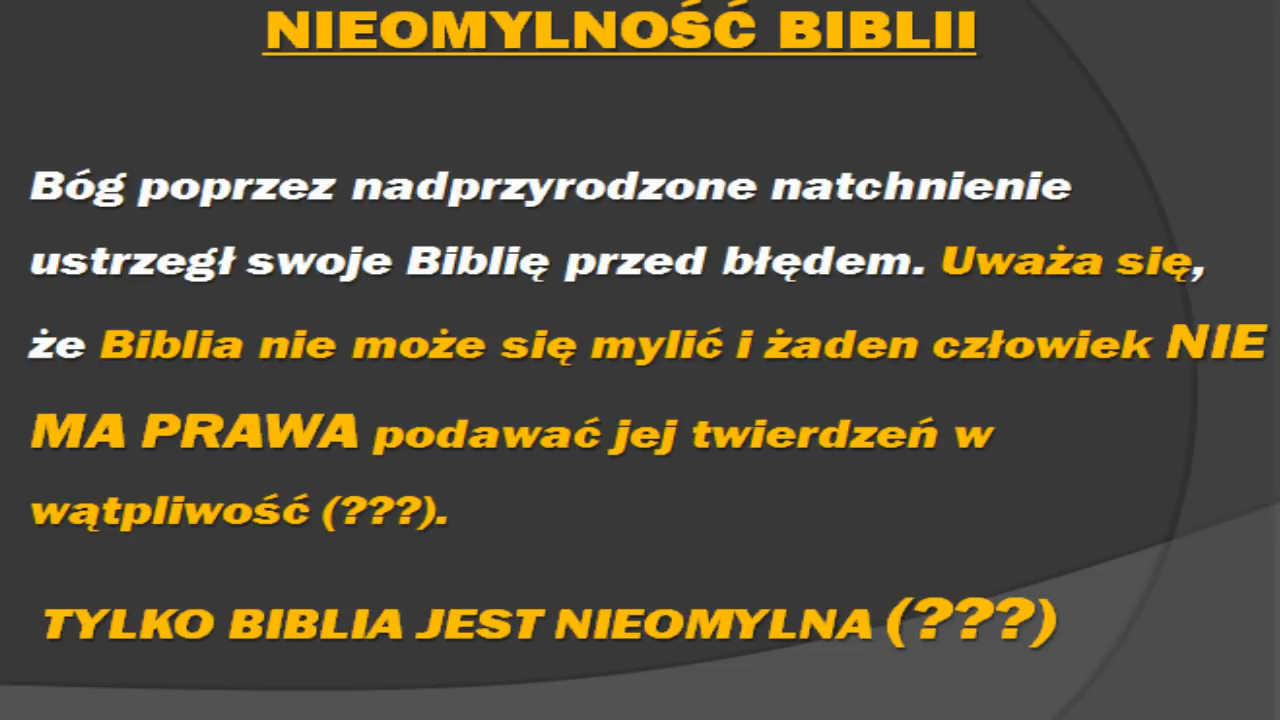 NIEOMYLNOŚĆ BIBLII
Bóg poprzez nadprzyrodzone natchnienie
ustrzegł swoje Biblię przed błędem. Uważa się,
że Biblia nie może się mylić i żaden człowiek NIE
MA PRAWA podawać jej twierdzeń w
wątpliwość (???).
TYLKO BIBLIA JEST NIEOMYLNA (???)